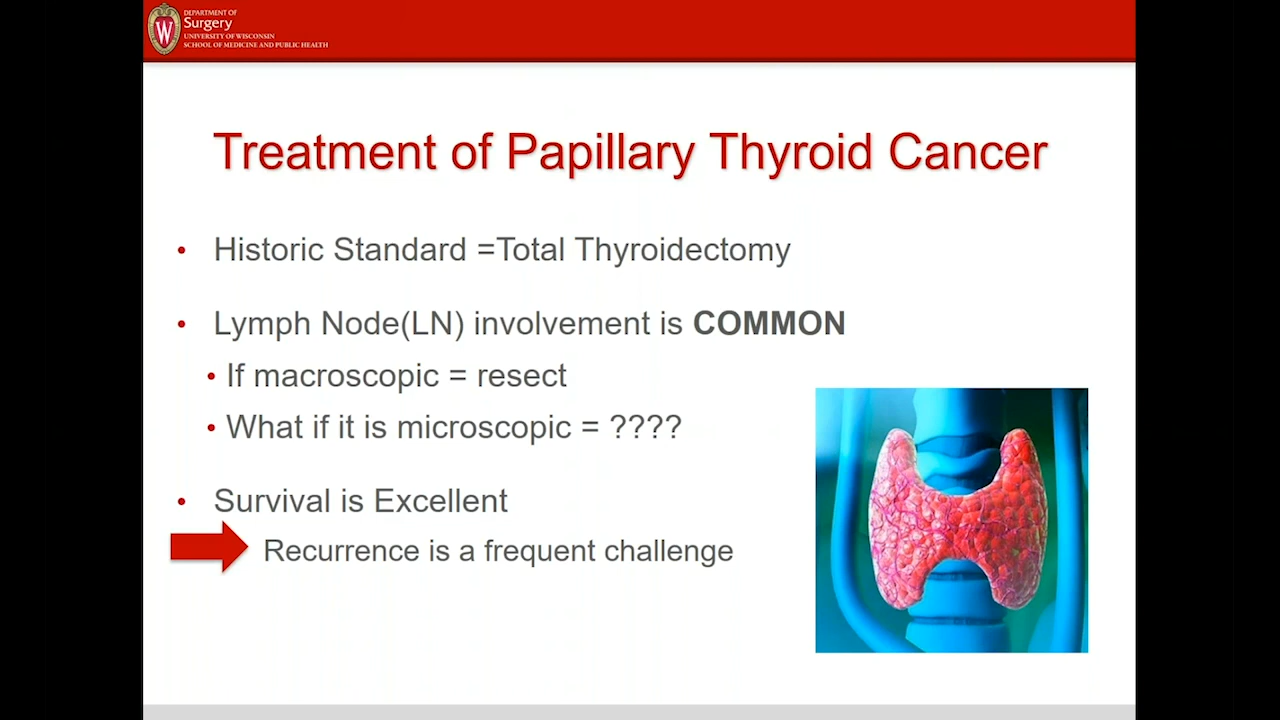 DEPARTMENT OF
Surgery
UNIVERSITY OF WISCONSIN
SCHOOL OF MEDICINE AND PUBLIC HEALTH
W
Treatment of Papillary Thyroid Cancer
• Historic Standard =Total Thyroidectomy
• Lymph Node(LN) involvement is COMMON
• If macroscopic = resect
• What if it is microscopic = ????
• Survival is Excellent
Recurrence is a frequent challenge